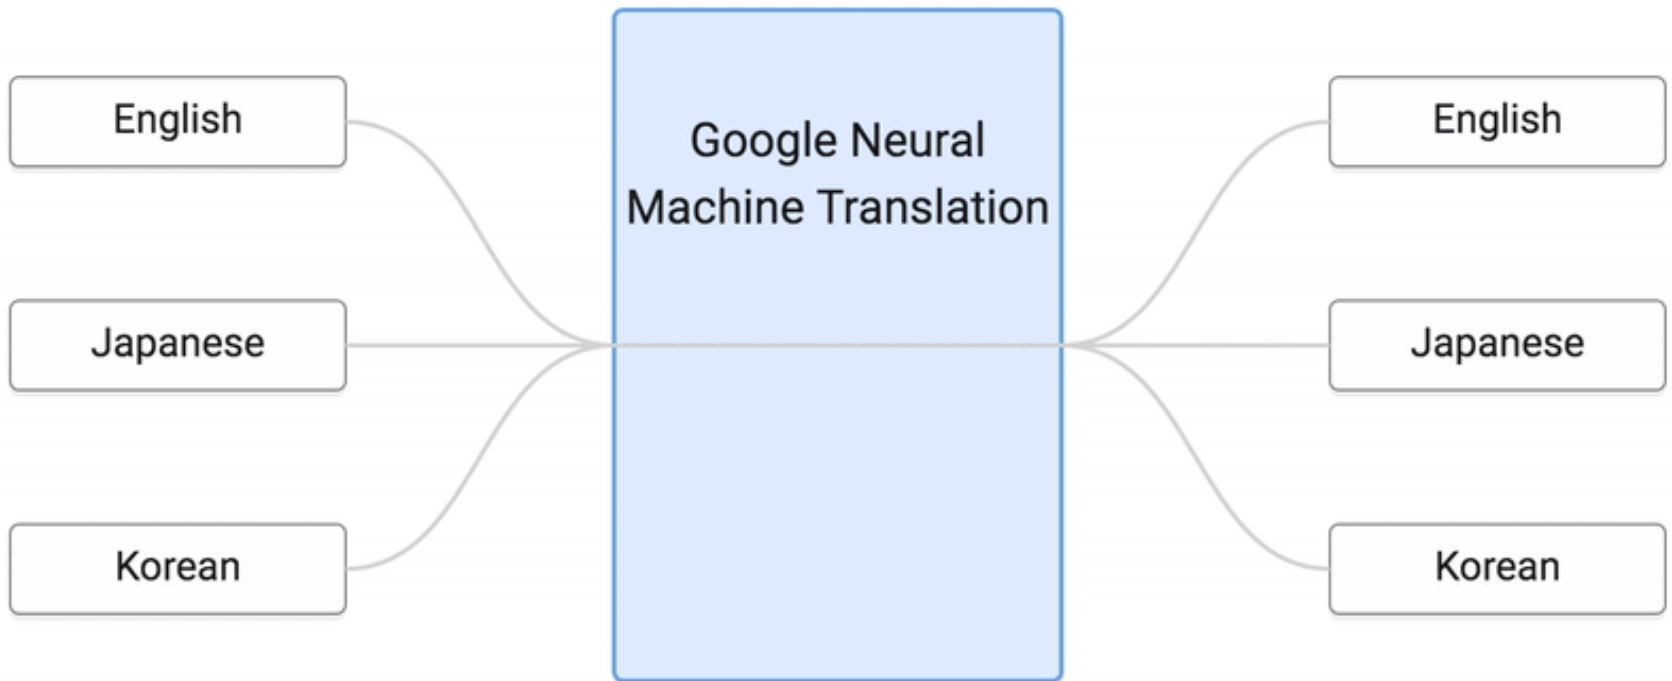 English
Japanese
Korean
Google Neural
Machine Translation
English
Japanese
Korean